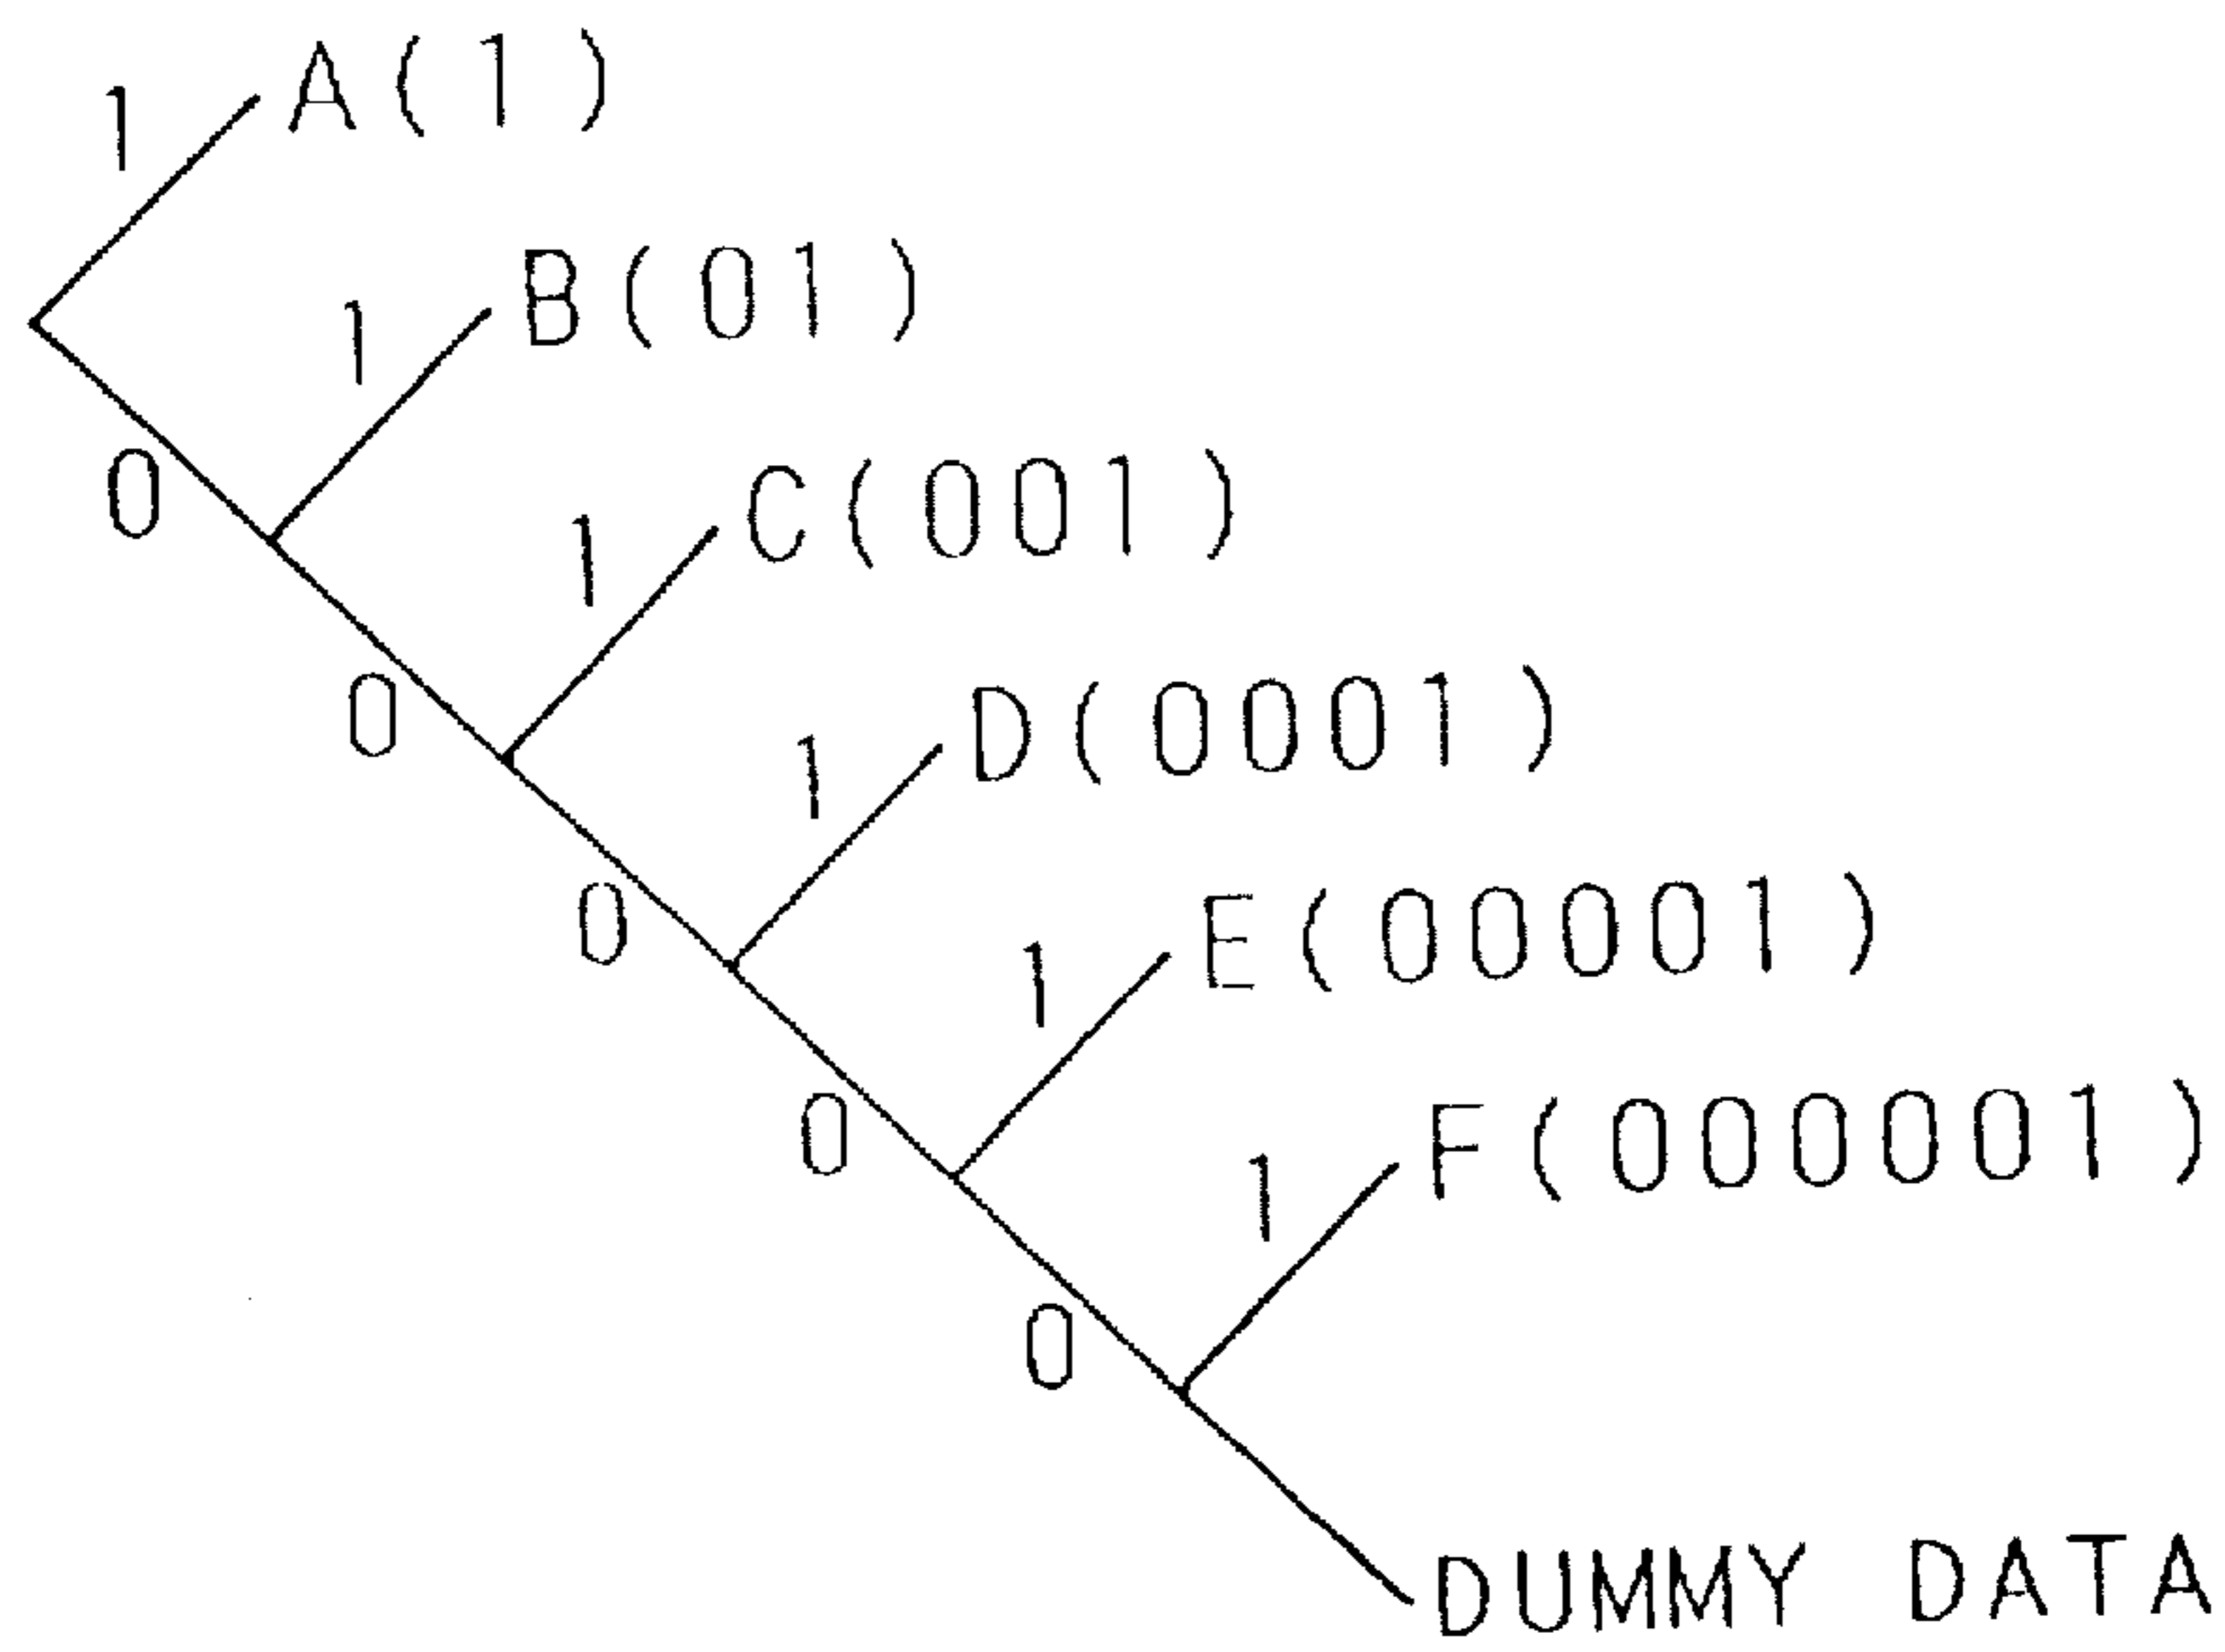 1 A(1)
1 B(01)
0
1 C(001)
0
1 D(0001)
0
1 E(00001)
0
1 F(000001)
0
DUMMY DATA